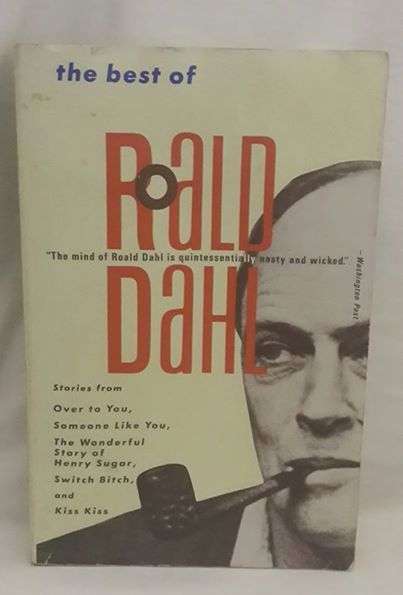 the best of
RoaLD
"The mind of Roald Dahl is quintessentially nasty and wicked."
– Washington Post
DaHL
Stories from
Over to You,
Someone Like You,
The Wonderful
Story of
Henry Sugar,
Switch Bitch,
and
Kiss Kiss